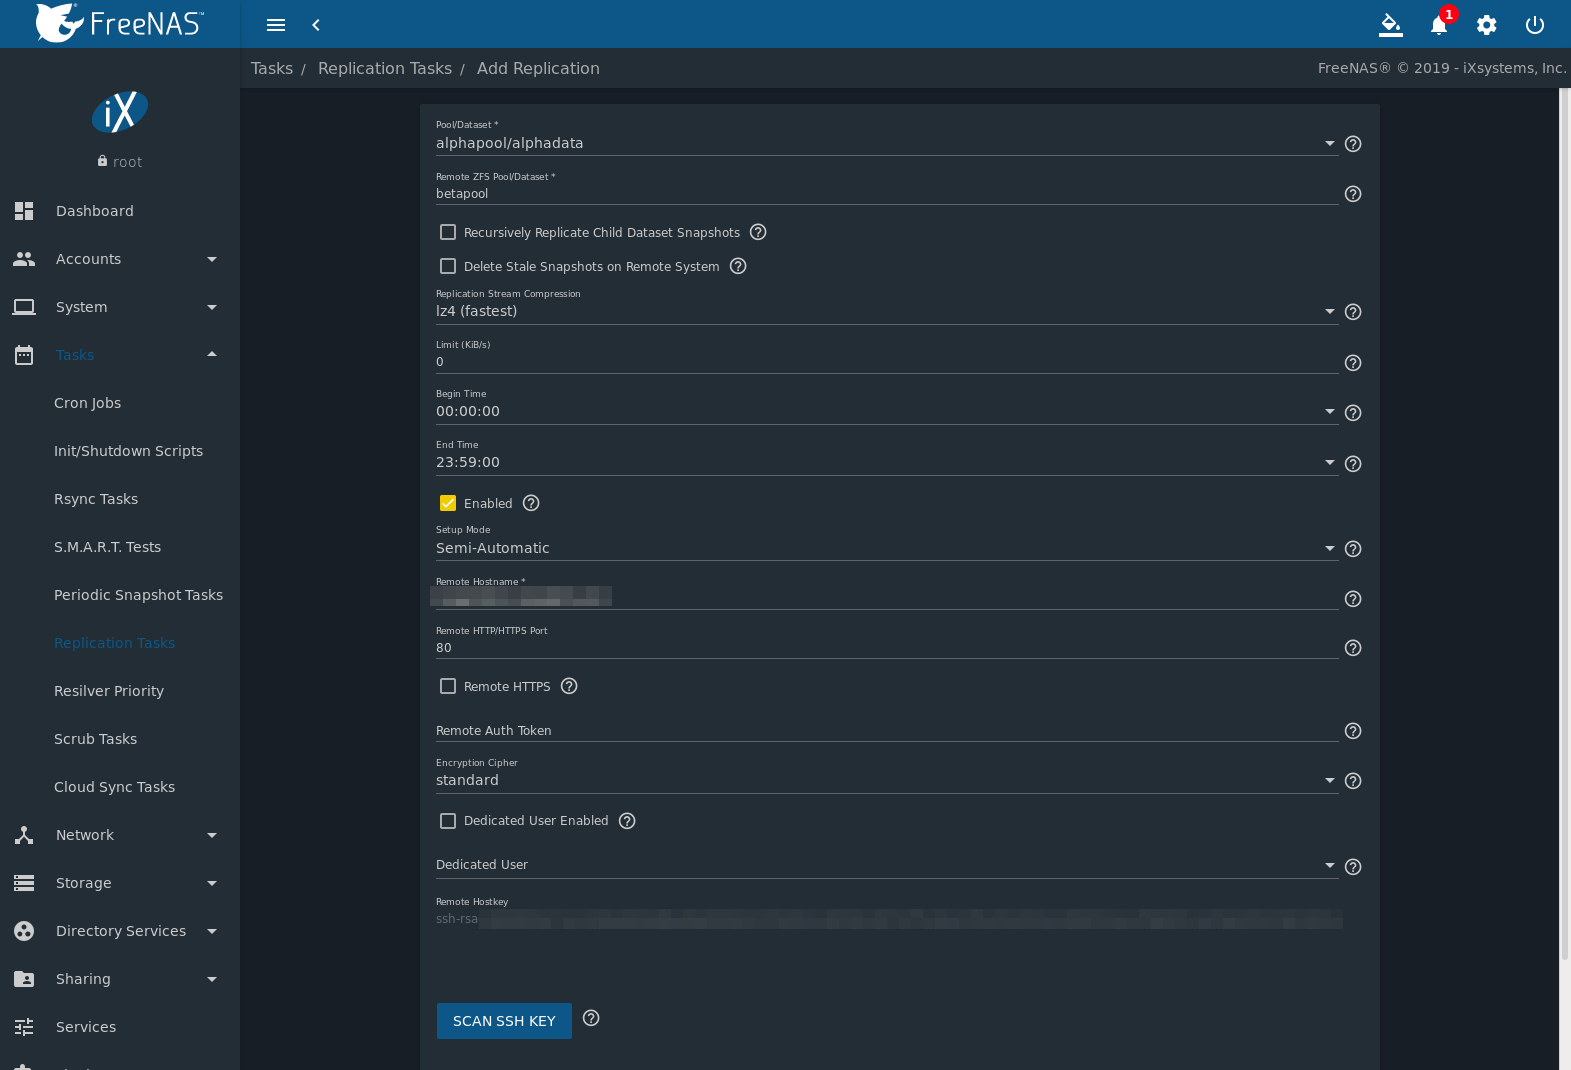 FreeNAS™
1
Tasks / Replication Tasks / Add Replication
FreeNAS® © 2019 - iXsystems, Inc.
iX
root
Dashboard
Accounts
System
Tasks
Cron Jobs
Init/Shutdown Scripts
Rsync Tasks
S.M.A.R.T. Tests
Periodic Snapshot Tasks
Replication Tasks
Resilver Priority
Scrub Tasks
Cloud Sync Tasks
Network
Storage
Directory Services
Sharing
Services
Pool/Dataset *
alphapool/alphadata
Remote ZFS Pool/Dataset *
betapool
Recursively Replicate Child Dataset Snapshots
Delete Stale Snapshots on Remote System
Replication Stream Compression
lz4 (fastest)
Limit (KiB/s)
0
Begin Time
00:00:00
End Time
23:59:00
Enabled
Setup Mode
Semi-Automatic
Remote Hostname *
Remote HTTP/HTTPS Port
80
Remote HTTPS
Remote Auth Token
Encryption Cipher
standard
Dedicated User Enabled
Dedicated User
Remote Hostkey
ssh-rsa
SCAN SSH KEY